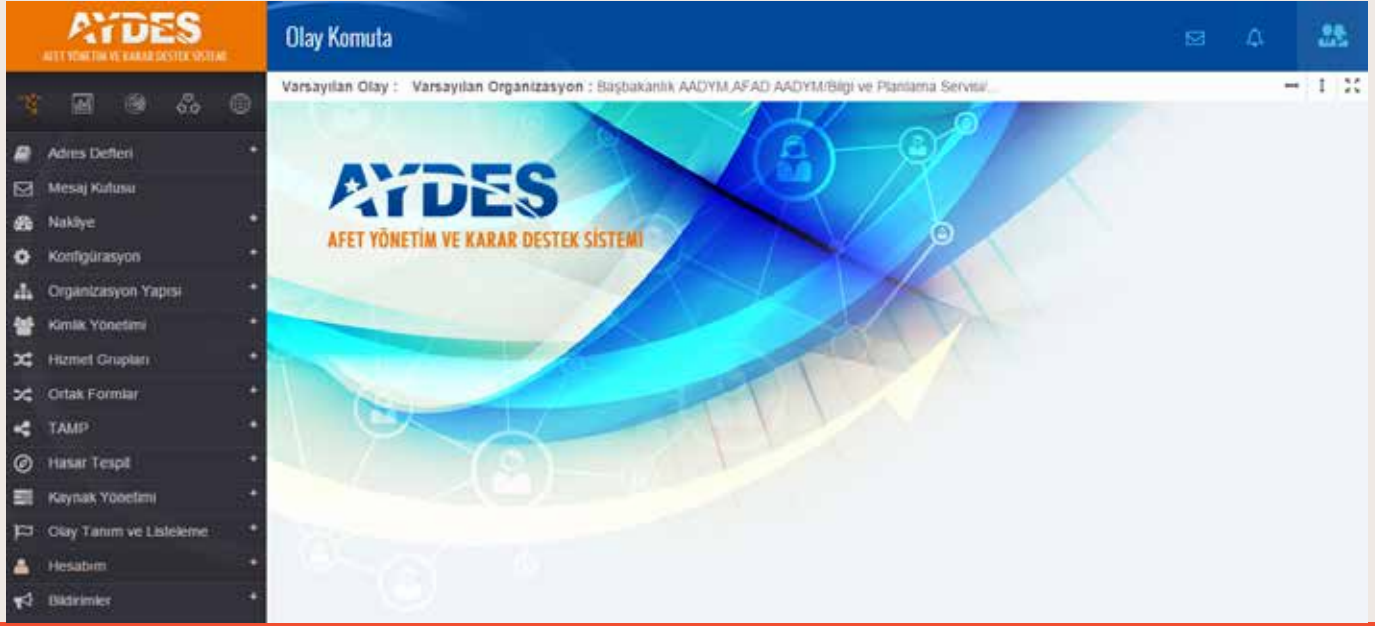 AYDES
AFET YÖNETİM VE KARAR DESTEK SİSTEMİ
Olay Komuta
Varsayılan Olay : Varsayılan Organizasyon : Başbakanlık AADYM,AFAD AADYM/Bilgi ve Planlama Servisi/...
Adres Defteri
Mesaj Kutusu
Nakliye
Konfigürasyon
Organizasyon Yapısı
Kimlik Yönetimi
Hizmet Grupları
Ortak Formlar
TAMP
Hasar Tespit
Kaynak Yönetimi
Olay Tanım ve Listeleme
Hesabım
Bildirimler
AYDES
AFET YÖNETİM VE KARAR DESTEK SİSTEMİ